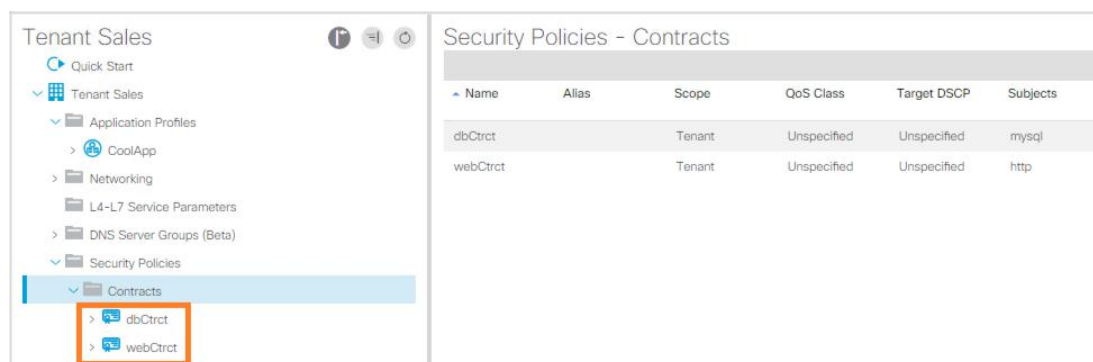 Tenant Sales
Quick Start
Tenant Sales
Application Profiles
CoolApp
Networking
L4-L7 Service Parameters
DNS Server Groups (Beta)
Security Policies
Contracts
dbCtrct
webCtrct
Security Policies - Contracts
Name Alias Scope QoS Class Target DSCP Subjects
dbCtrct Tenant Unspecified Unspecified mysql
webCtrct Tenant Unspecified Unspecified http